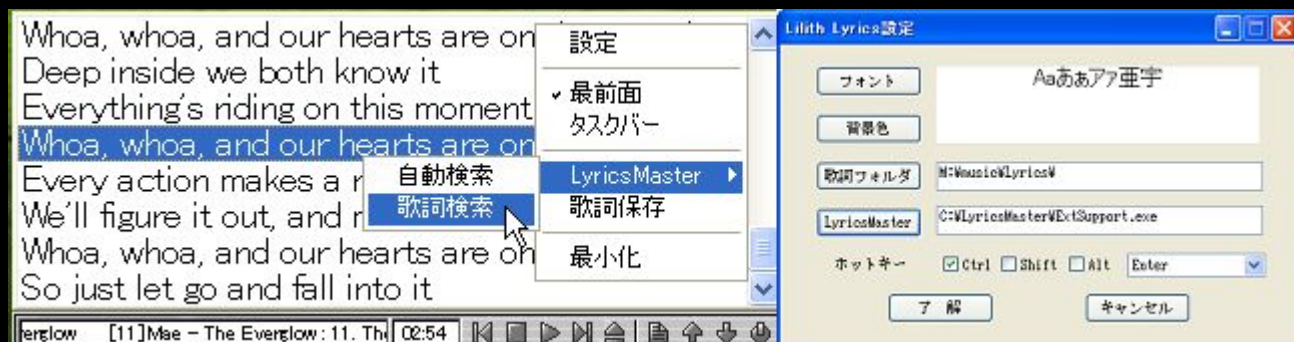 Whoa, whoa, and our hearts are on
Deep inside we both know it
Everything's riding on this moment
Whoa, whoa, and our hearts are on
Every action makes a r
We'll figure it out, and r
Whoa, whoa, and our hearts are on
So just let go and fall into it
設定
最前面
タスクバー
LyricsMaster
歌詞保存
最小化
自動検索
歌詞検索
erglow [11]Mae - The Everglow : 11. Th 02:54
Lilith Lyrics設定
フォント
Aaあぁアァ亜宇
背景色
歌詞フォルダ M:¥music¥Lyrics¥
LyricsMaster C:¥LyricsMaster¥ExtSupport.exe
ホットキー Ctrl Shift Alt Enter
了 解 キャンセル